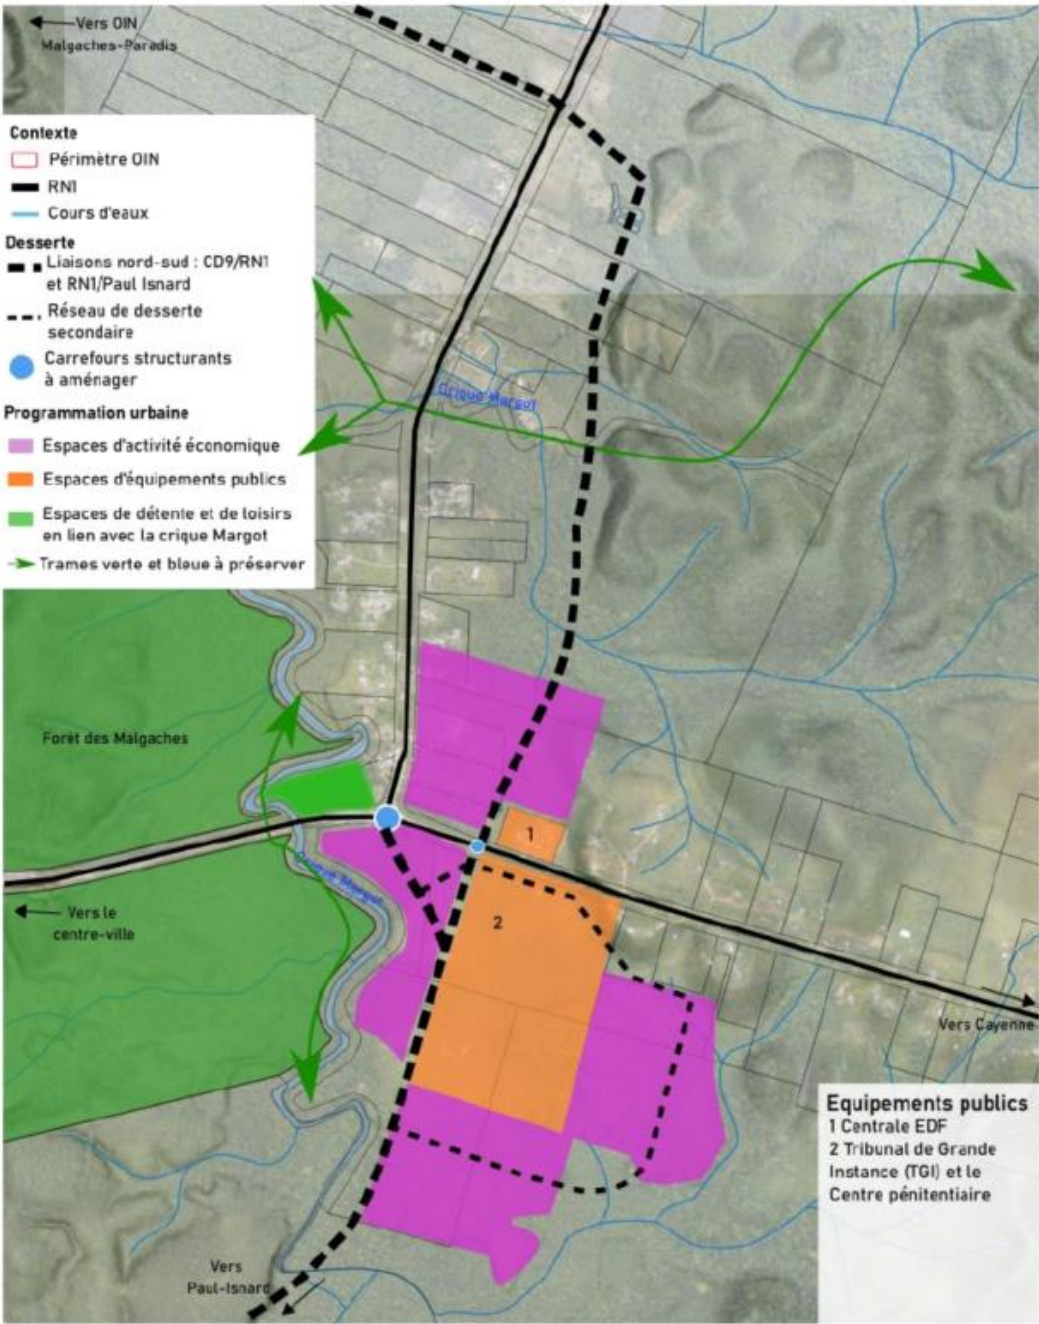 Vers OIN
Malgaches-Paradis
Contexte
Périmètre OIN
RN1
Cours d'eaux
Desserte
Liaisons nord-sud : CD9/RN1
et RN1/Paul Isnard
Réseau de desserte
secondaire
Carrefours structurants
à aménager
Programmation urbaine
Espaces d'activité économique
Espaces d'équipements publics
Espaces de détente et de loisirs
en lien avec la crique Margot
Trames verte et bleue à préserver
Crique Margot
Forêt des Malgaches
1
Crique Margot
2
Vers le
centre-ville
Vers Cayenne
Equipements publics
1 Centrale EDF
2 Tribunal de Grande
Instance (TGI) et le
Centre pénitentiaire
Vers
Paul-Isnard